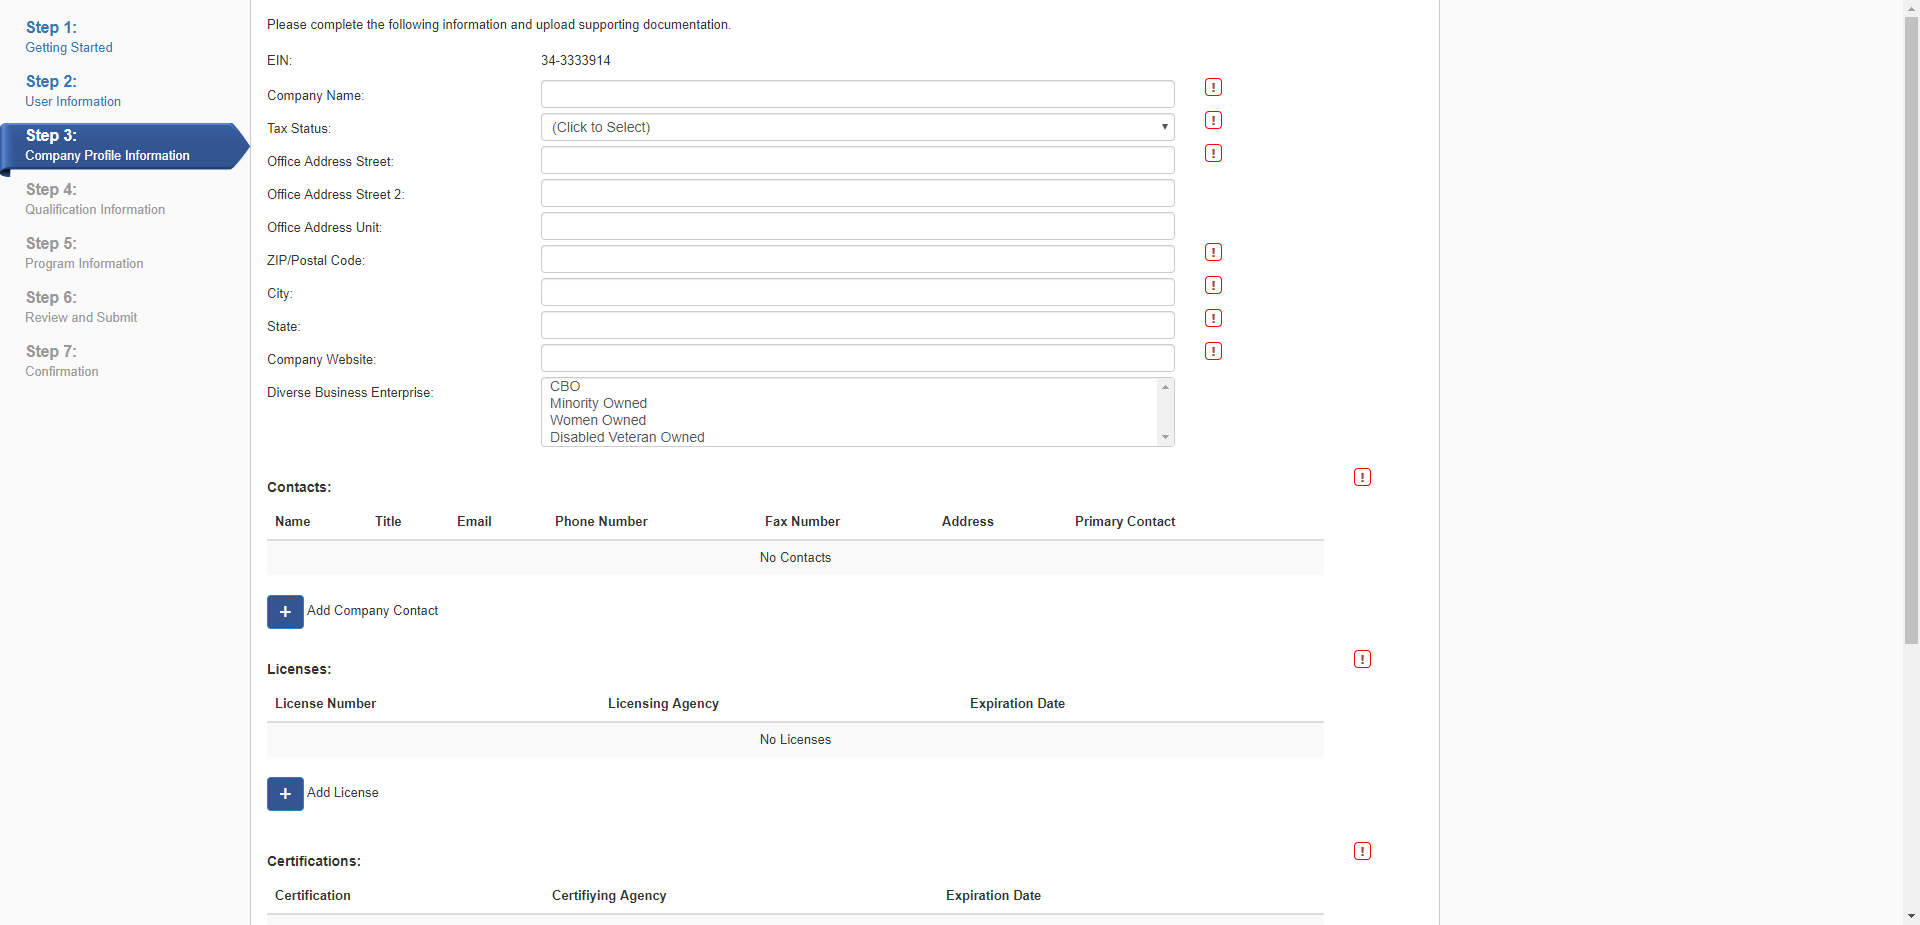 Step 1:
Getting Started
Step 2:
User Information
Step 3:
Company Profile Information
Step 4:
Qualification Information
Step 5:
Program Information
Step 6:
Review and Submit
Step 7:
Confirmation
Please complete the following information and upload supporting documentation.
EIN: 34-3333914
Company Name: !
Tax Status: (Click to Select) !
Office Address Street: !
Office Address Street 2:
Office Address Unit:
ZIP/Postal Code: !
City: !
State: !
Company Website: !
Diverse Business Enterprise: CBO
Minority Owned
Women Owned
Disabled Veteran Owned
Contacts: !
Name Title Email Phone Number Fax Number Address Primary Contact
No Contacts
+ Add Company Contact
Licenses: !
License Number Licensing Agency Expiration Date
No Licenses
+ Add License
Certifications: !
Certification Certifiying Agency Expiration Date